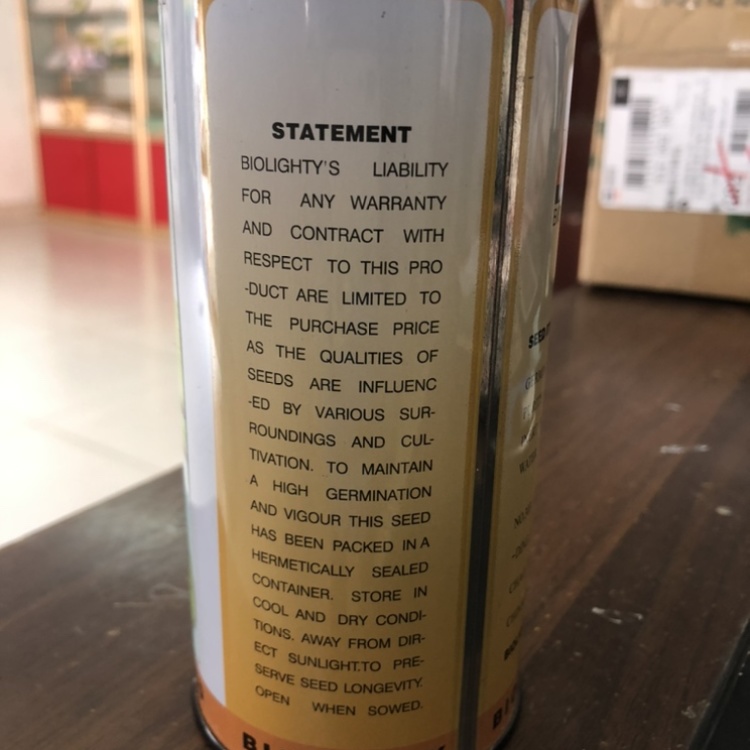 STATEMENT
BIOLIGHTY'S LIABILITY
FOR ANY WARRANTY
AND CONTRACT WITH
RESPECT TO THIS PRO
-DUCT ARE LIMITED TO
THE PURCHASE PRICE
AS THE QUALITIES OF
SEEDS ARE INFLUENC
-ED BY VARIOUS SUR-
ROUNDINGS AND CUL-
TIVATION. TO MAINTAIN
A HIGH GERMINATION
AND VIGOUR THIS SEED
HAS BEEN PACKED IN A
HERMETICALLY SEALED
CONTAINER. STORE IN
COOL AND DRY CONDI-
TIONS. AWAY FROM DIR-
ECT SUNLIGHT.TO PRE-
SERVE SEED LONGEVITY.
OPEN WHEN SOWED.